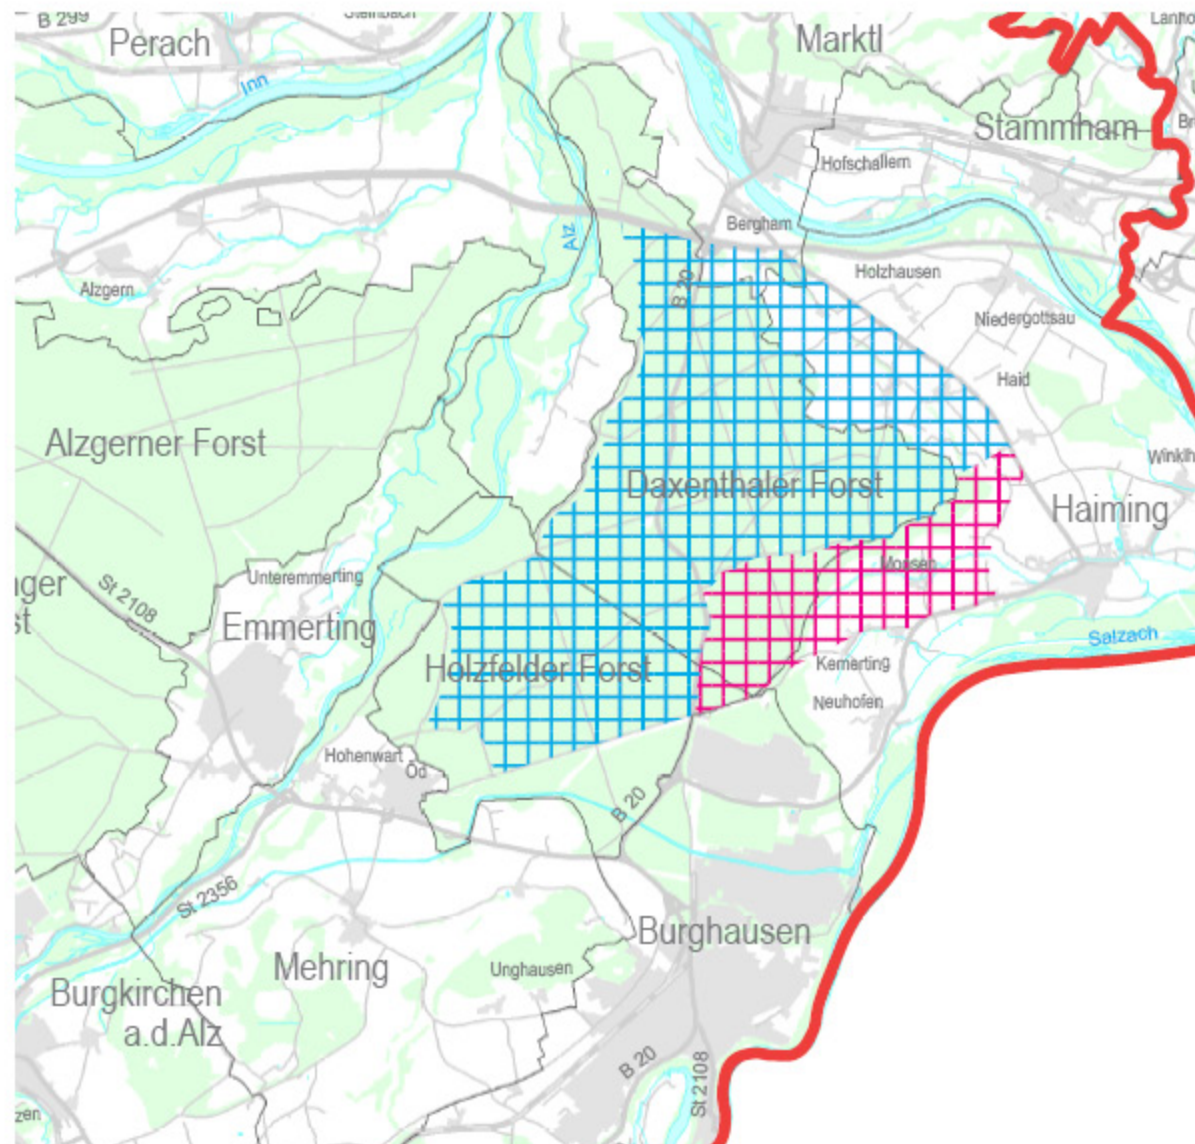 B 299
Perach
Steinbach
Marktl
Inn
Stammham
Hofschallern
Bergham
Alz
Holzhausen
Alzgern
B 20
Niedergottsau
Haid
Alzgerner Forst
Daxenthaler Forst
Haiming
St 2108
Unteremmerting
Emmerting
Salzach
Holzfelder Forst
Kemerting
Neuhofen
Hohenwart
Öd
B 20
St 2356
Burghausen
Mehring
Unghausen
Burgkirchen
a.d.Alz
B 20
St 2108
zen